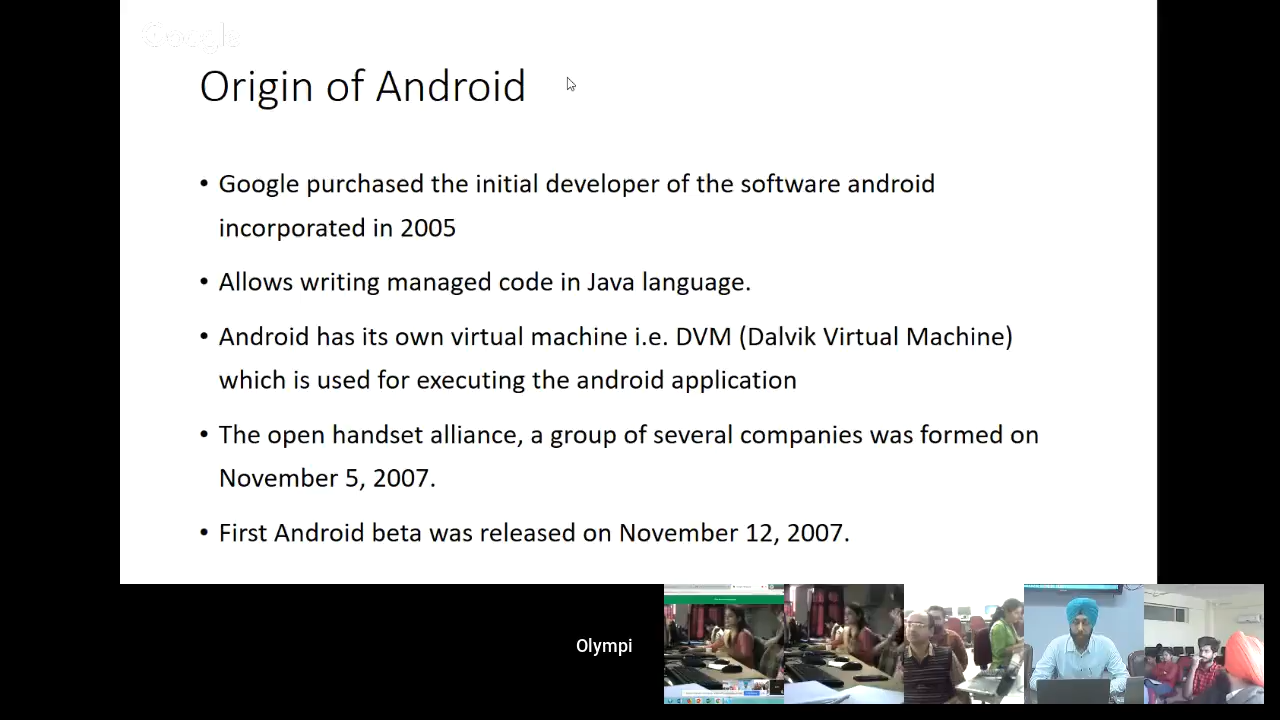 Google
Origin of Android
• Google purchased the initial developer of the software android
incorporated in 2005
• Allows writing managed code in Java language.
• Android has its own virtual machine i.e. DVM (Dalvik Virtual Machine)
which is used for executing the android application
• The open handset alliance, a group of several companies was formed on
November 5, 2007.
• First Android beta was released on November 12, 2007.
Olympi